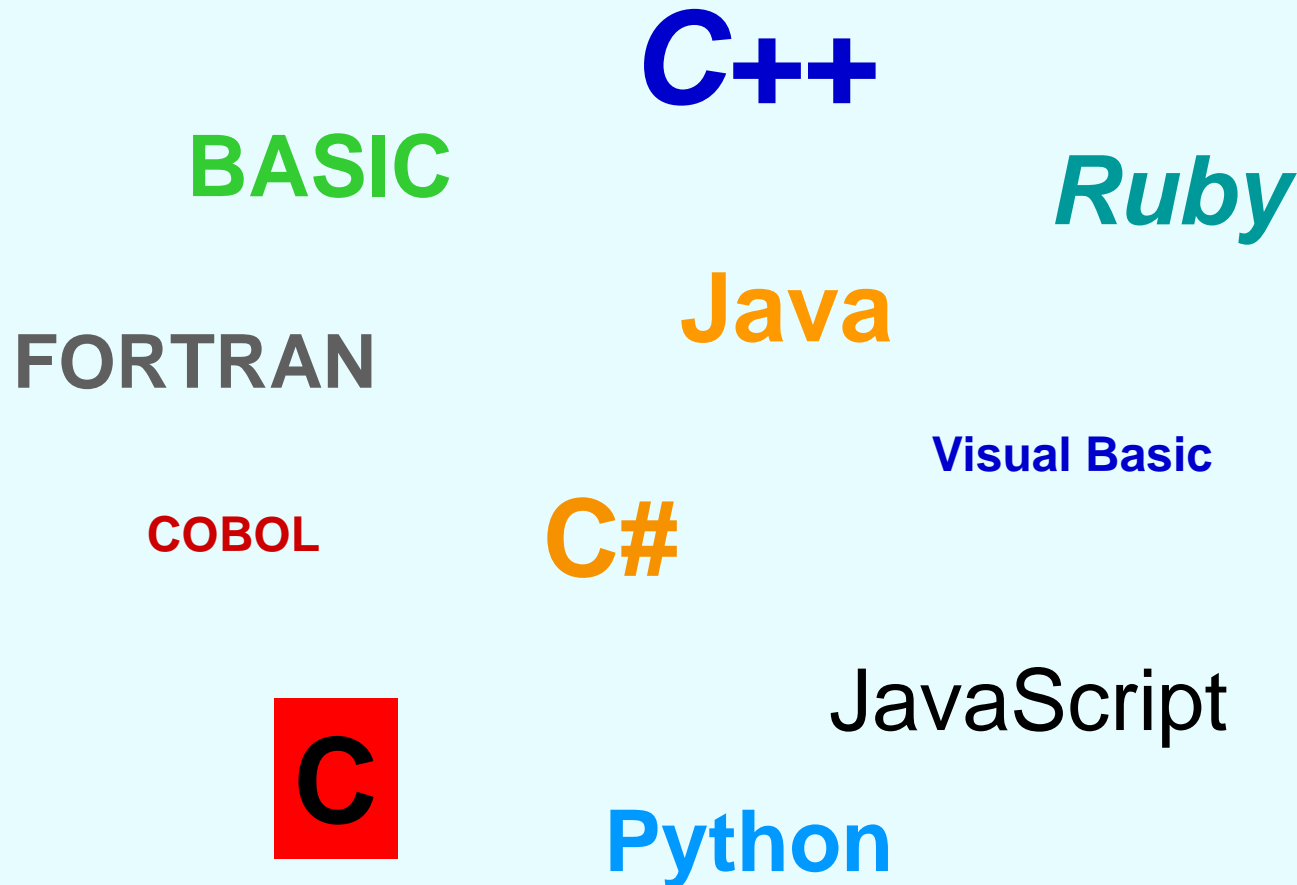 C++
BASIC
Ruby
Java
FORTRAN
Visual Basic
COBOL
C#
JavaScript
C
Python